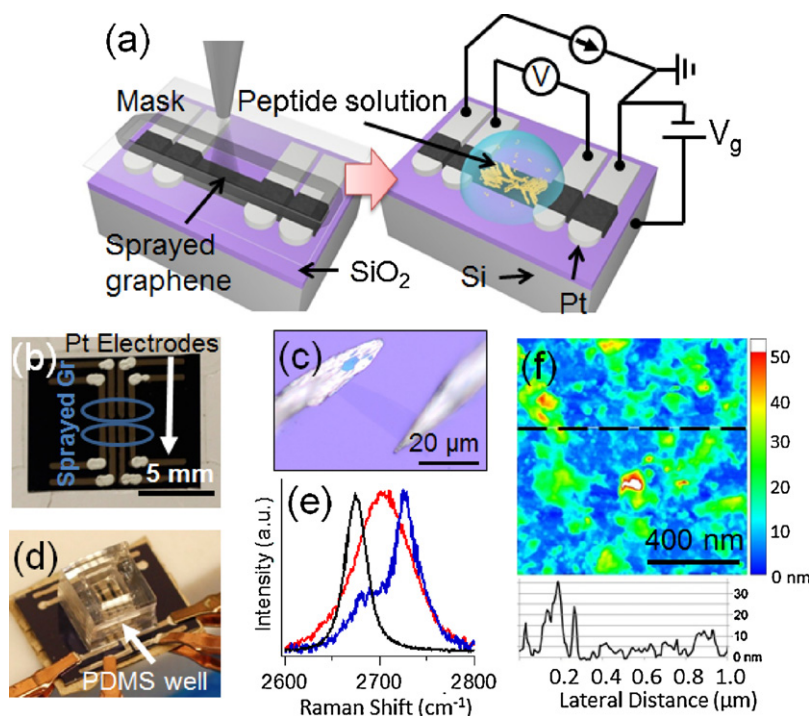 (a)
Mask
Peptide solution
V
V_g
Sprayed
graphene
SiO₂
Si
Pt
(b)
Pt Electrodes
Sprayed Gr
5 mm
(c)
20 µm
(d)
PDMS well
(e)
Intensity (a.u.)
2600 2700 2800
Raman Shift (cm⁻¹)
(f)
400 nm
50
40
30
20
10
0 nm
30
20
10
0 nm
0.2 0.4 0.6 0.8 1.0
Lateral Distance (µm)